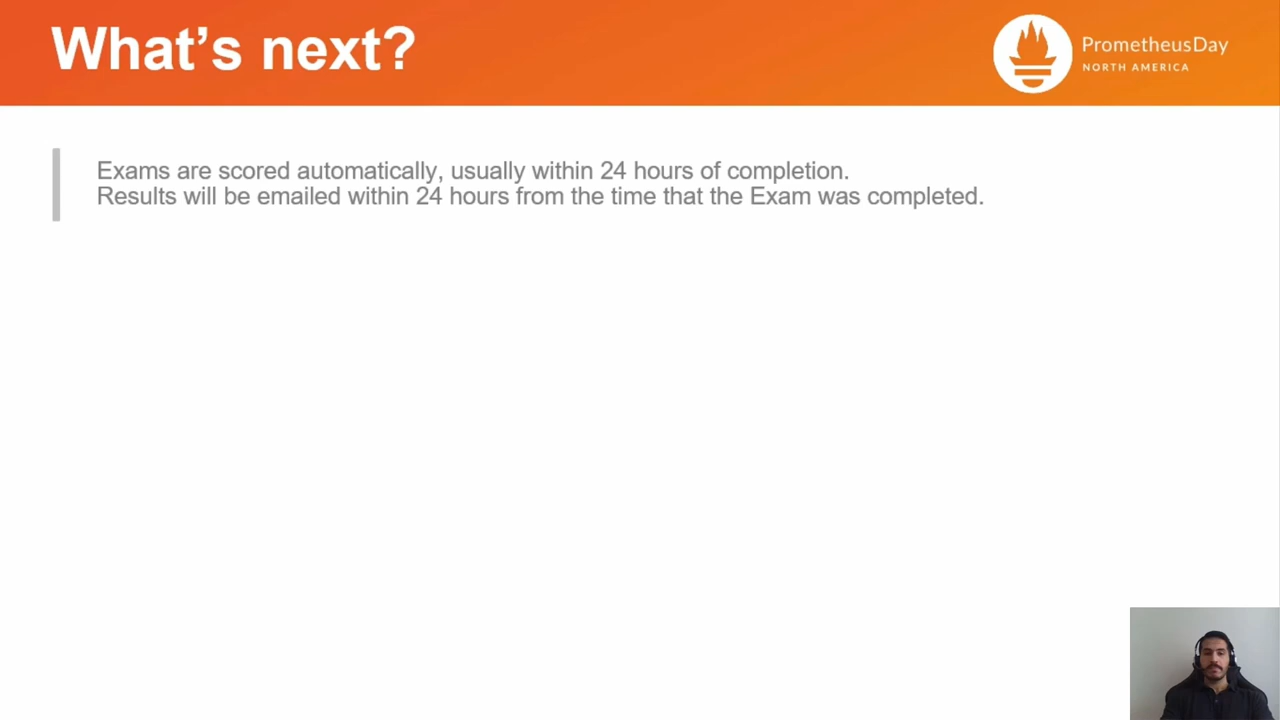 What’s next?
PrometheusDay
NORTH AMERICA
Exams are scored automatically, usually within 24 hours of completion.
Results will be emailed within 24 hours from the time that the Exam was completed.